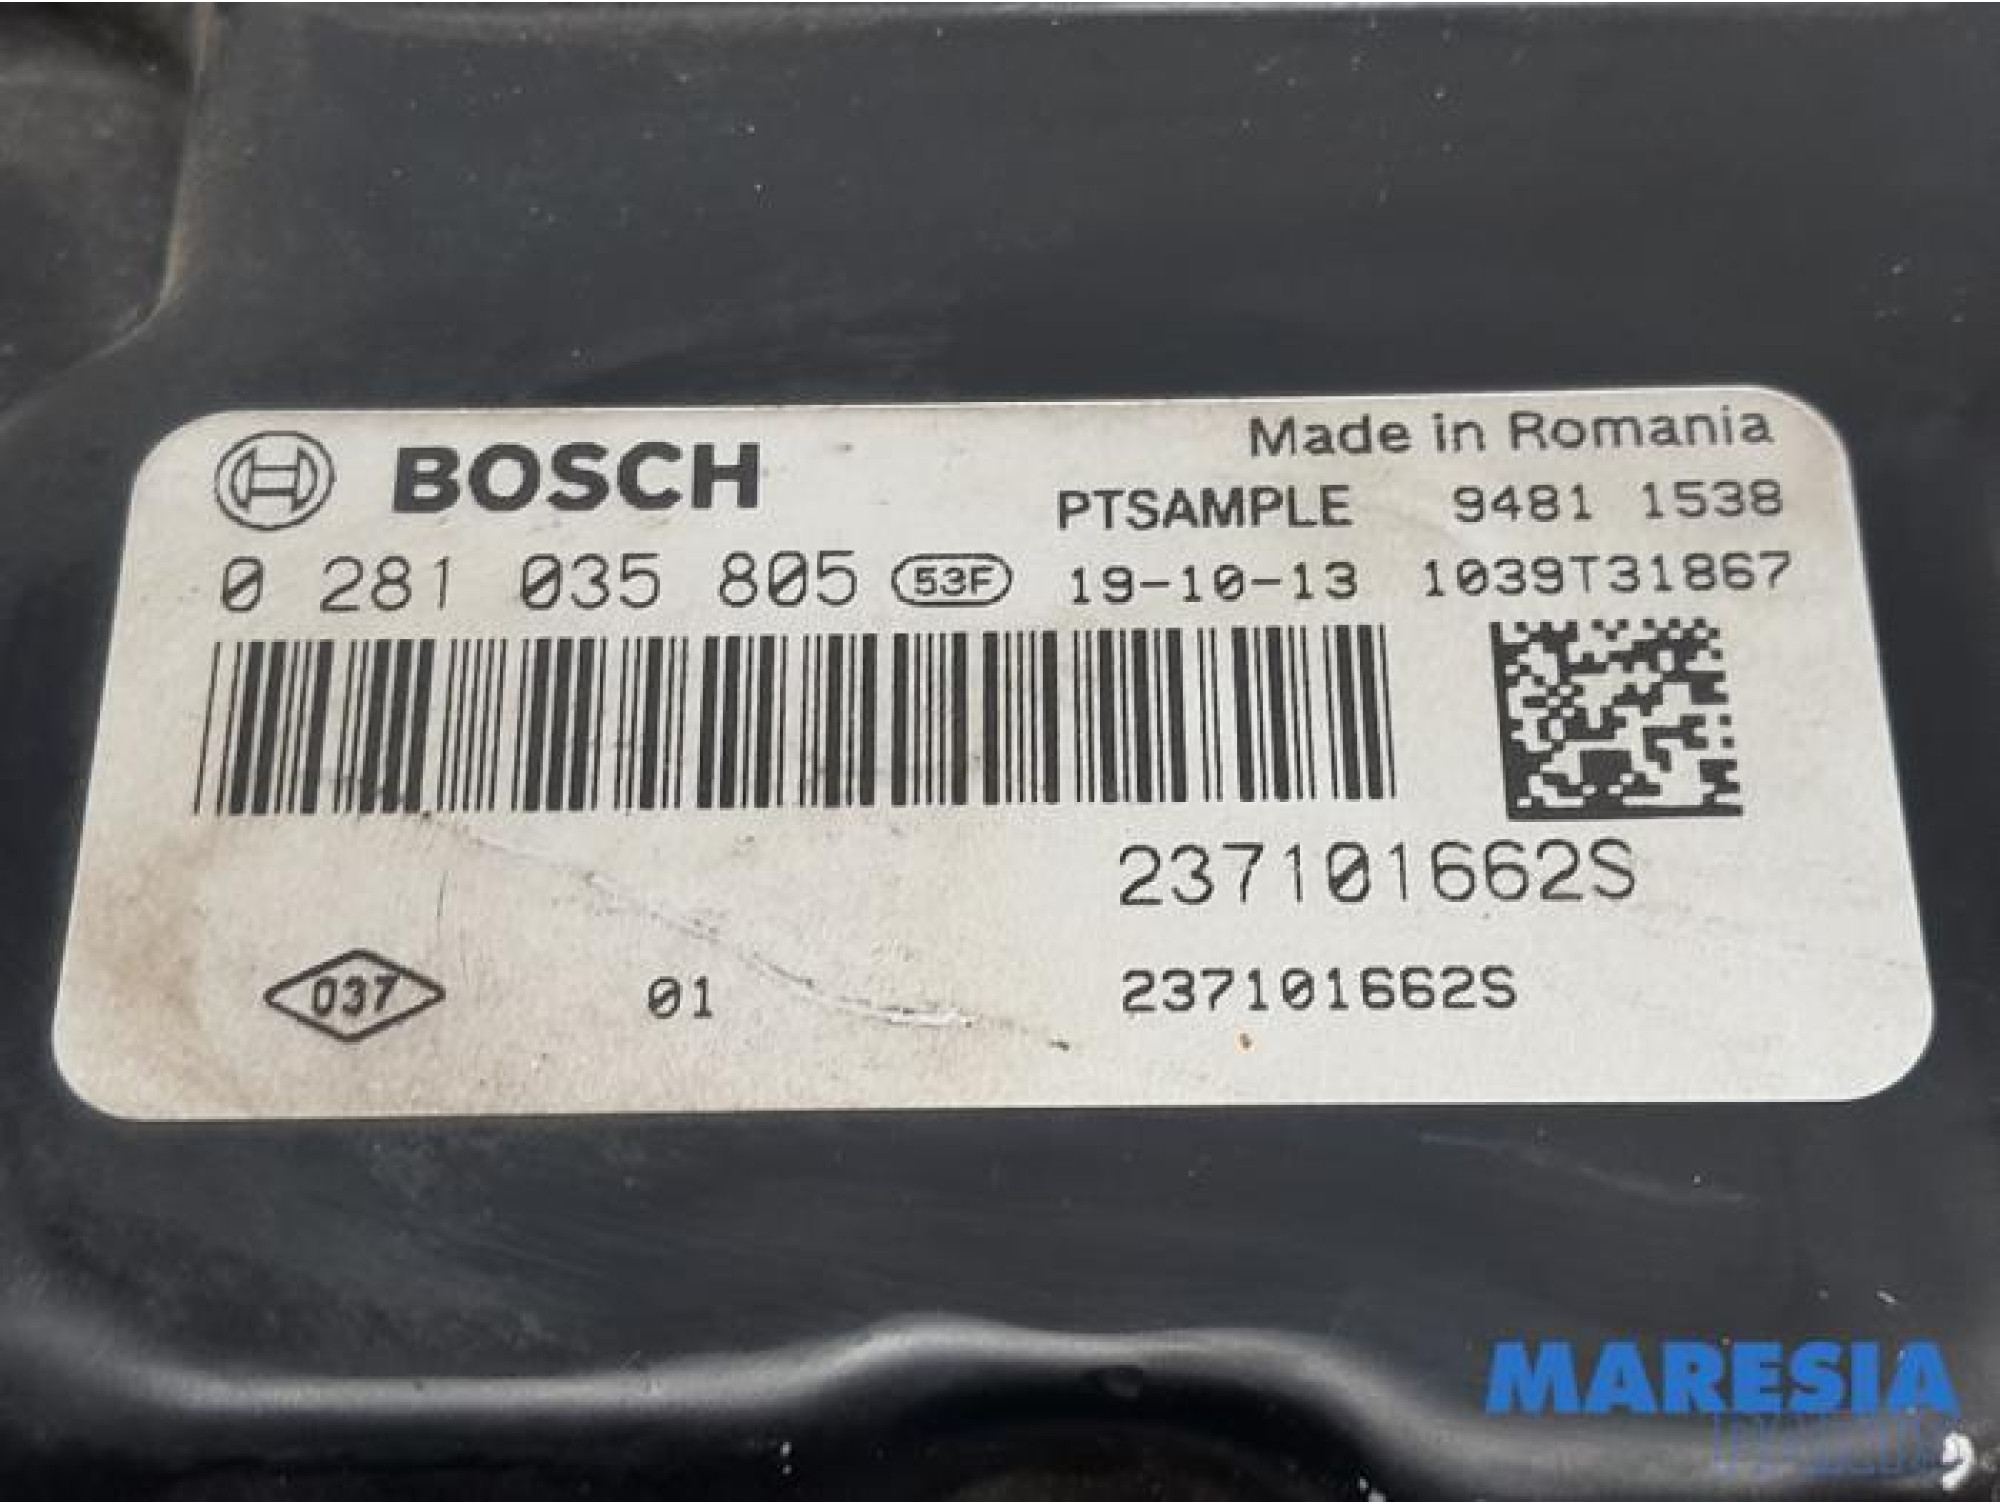 Made in Romania
BOSCH
PTSAMPLE 9481 1538
0 281 035 805 53F 19-10-13 1039T31867
237101662S
037 01 237101662S
MARESIA